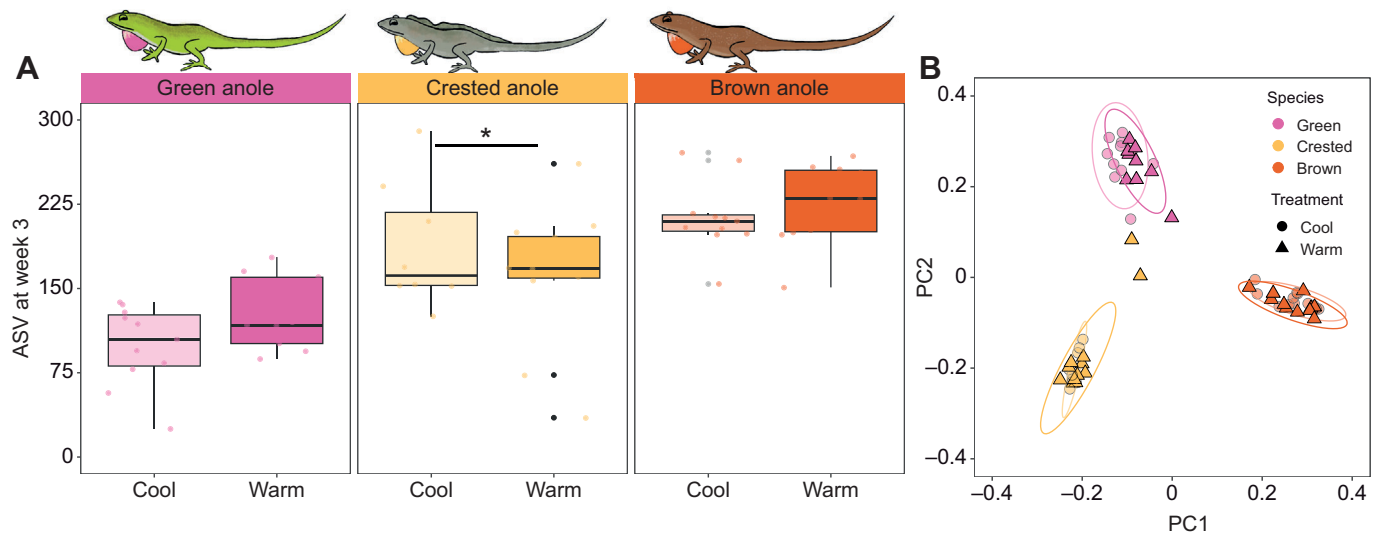 A
Green anole
Crested anole
Brown anole
ASV at week 3
300
225
150
75
0
*
Cool
Warm
Cool
Warm
Cool
Warm
B
PC2
0.4
0.2
0
–0.2
–0.4
–0.4
–0.2
0
0.2
0.4
PC1
Species
Green
Crested
Brown
Treatment
Cool
Warm